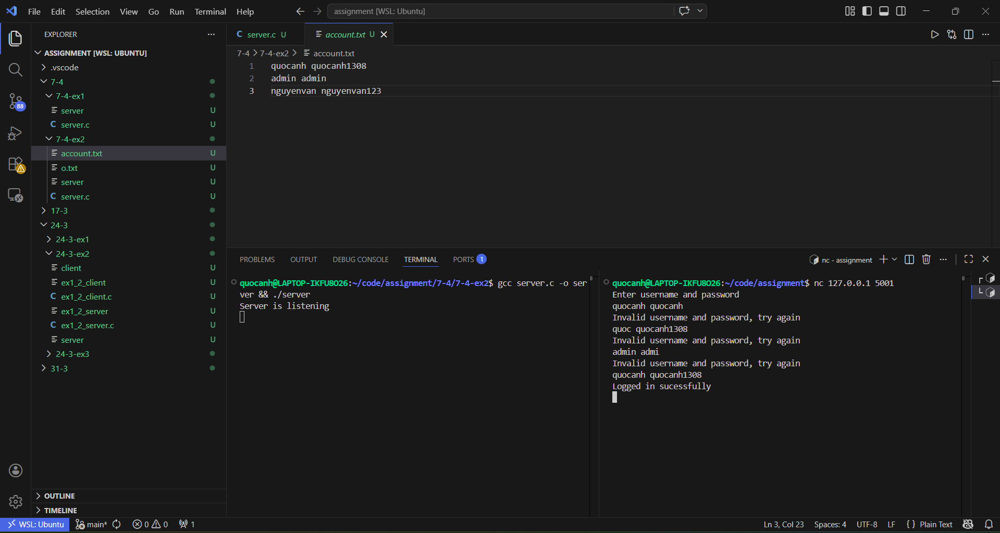 File Edit Selection View Go Run Terminal Help
assignment [WSL: Ubuntu]
EXPLORER
ASSIGNMENT [WSL: UBUNTU]
.vscode
7-4
7-4-ex1
server U
server.c U
7-4-ex2
account.txt U
o.txt U
server U
server.c U
17-3
24-3
24-3-ex1
24-3-ex2
client U
ex1_2_client U
ex1_2_client.c U
ex1_2_server U
ex1_2_server.c U
server U
24-3-ex3
31-3
OUTLINE
TIMELINE
88
server.c U
account.txt U
7-4 > 7-4-ex2 > account.txt
1 quocanh quocanh1308
2 admin admin
3 nguyenvan nguyenvan123
PROBLEMS OUTPUT DEBUG CONSOLE TERMINAL PORTS 1
nc - assignment
quocanh@LAPTOP-IKFU8O26:~/code/assignment/7-4/7-4-ex2$ gcc server.c -o ser
ver && ./server
Server is listening
quocanh@LAPTOP-IKFU8O26:~/code/assignment$ nc 127.0.0.1 5001
Enter username and password
quocanh quocanh
Invalid username and password, try again
quoc quocanh1308
Invalid username and password, try again
admin admi
Invalid username and password, try again
quocanh quocanh1308
Logged in sucessfully
WSL: Ubuntu main* 0 0 1
Ln 3, Col 23 Spaces: 4 UTF-8 LF {} Plain Text